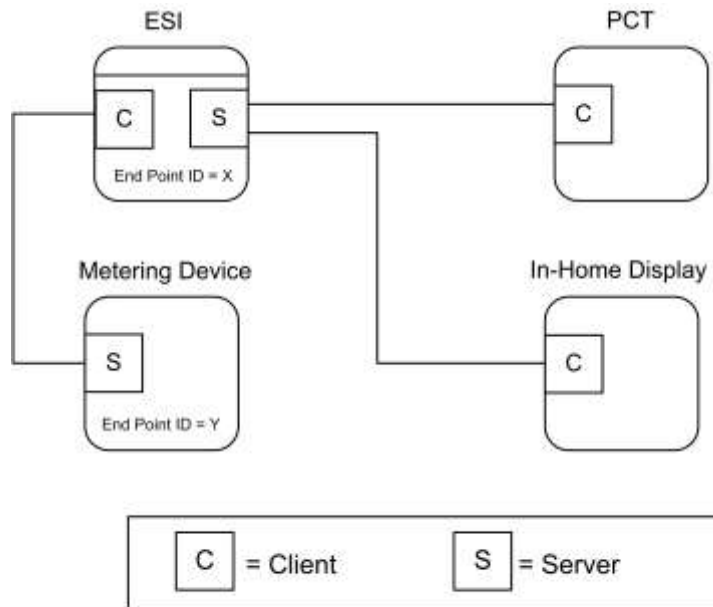 ESI
PCT
C
S
C
End Point ID = X
Metering Device
In-Home Display
S
C
End Point ID = Y
C = Client
S = Server